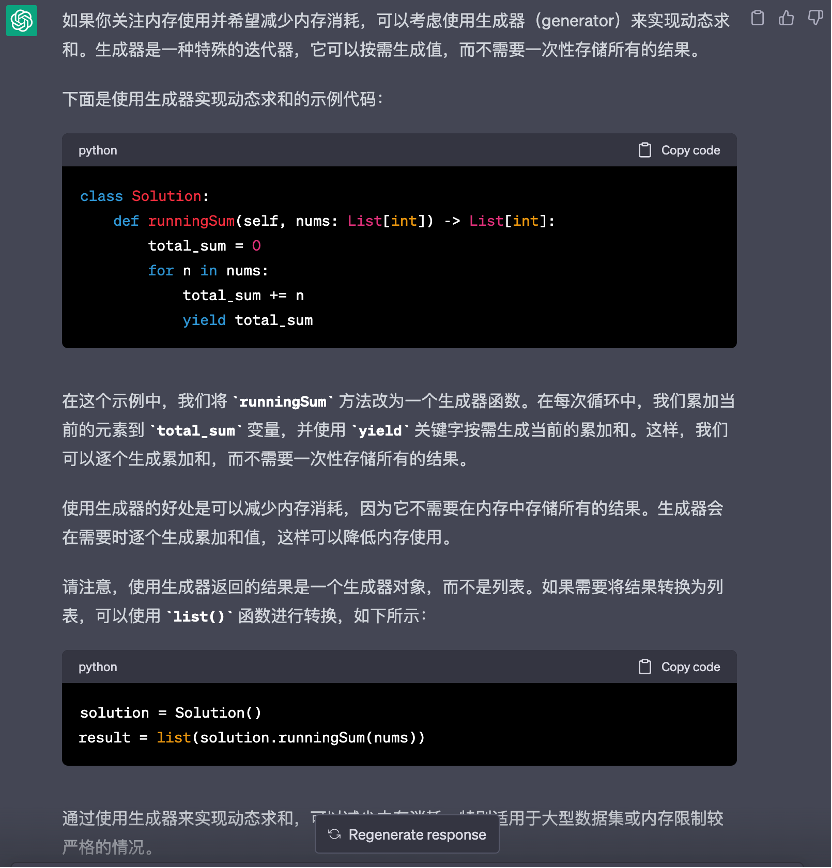 如果你关注内存使用并希望减少内存消耗，可以考虑使用生成器（generator）来实现动态求
和。生成器是一种特殊的迭代器，它可以按需生成值，而不需要一次性存储所有的结果。
下面是使用生成器实现动态求和的示例代码：
python Copy code
class Solution:
    def runningSum(self, nums: List[int]) -> List[int]:
        total_sum = 0
        for n in nums:
            total_sum += n
            yield total_sum
在这个示例中，我们将 `runningSum` 方法改为一个生成器函数。在每次循环中，我们累加当
前的元素到 `total_sum` 变量，并使用 `yield` 关键字按需生成当前的累加和。这样，我们
可以逐个生成累加和，而不需要一次性存储所有的结果。
使用生成器的好处是可以减少内存消耗，因为它不需要在内存中存储所有的结果。生成器会
在需要时逐个生成累加和值，这样可以降低内存使用。
请注意，使用生成器返回的结果是一个生成器对象，而不是列表。如果需要将结果转换为列
表，可以使用 `list()` 函数进行转换，如下所示：
python Copy code
solution = Solution()
result = list(solution.runningSum(nums))
通过使用生成器来实现动态求和，可以减少内存消耗，特别适用于大型数据集或内存限制较
Regenerate response
严格的情况。